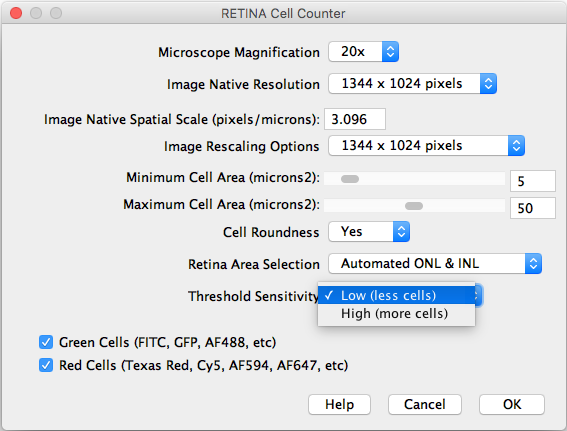 RETINA Cell Counter
Microscope Magnification 20x
Image Native Resolution 1344 x 1024 pixels
Image Native Spatial Scale (pixels/microns): 3.096
Image Rescaling Options 1344 x 1024 pixels
Minimum Cell Area (microns2): 5
Maximum Cell Area (microns2): 50
Cell Roundness Yes
Retina Area Selection Automated ONL & INL
Threshold Sensitivity ✓ Low (less cells)
High (more cells)
Green Cells (FITC, GFP, AF488, etc)
Red Cells (Texas Red, Cy5, AF594, AF647, etc)
Help Cancel OK